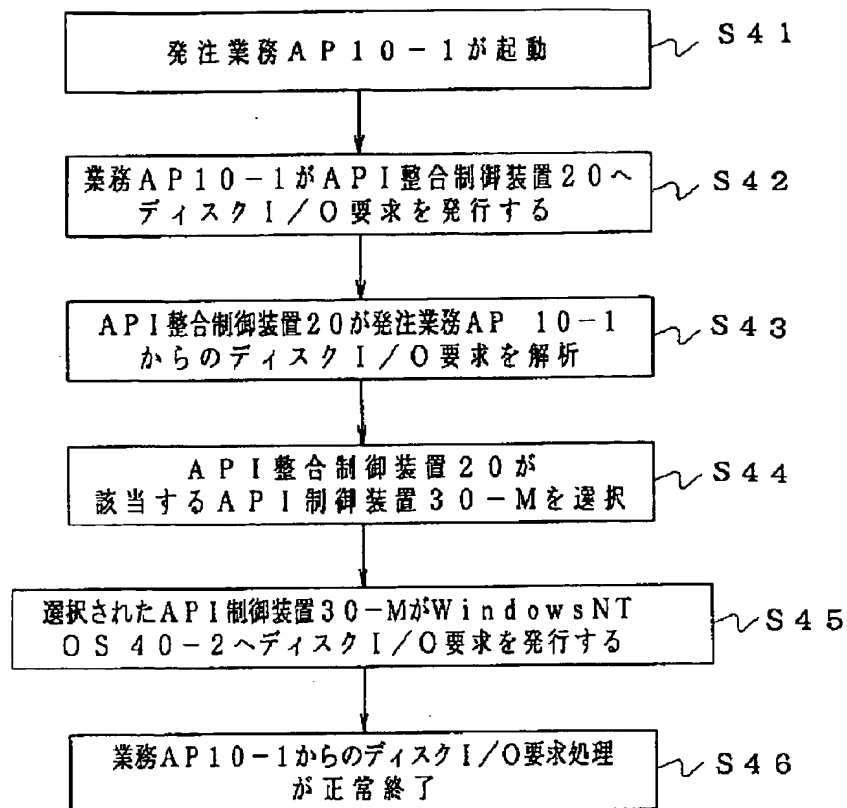 発注業務AP10-1が起動
S41
業務AP10-1がAPI整合制御装置20へ
ディスクI/O要求を発行する
S42
API整合制御装置20が発注業務AP 10-1
からのディスクI/O要求を解析
S43
API整合制御装置20が
該当するAPI制御装置30-Mを選択
S44
選択されたAPI制御装置30-MがWindowsNT
OS 40-2へディスクI/O要求を発行する
S45
業務AP10-1からのディスクI/O要求処理
が正常終了
S46